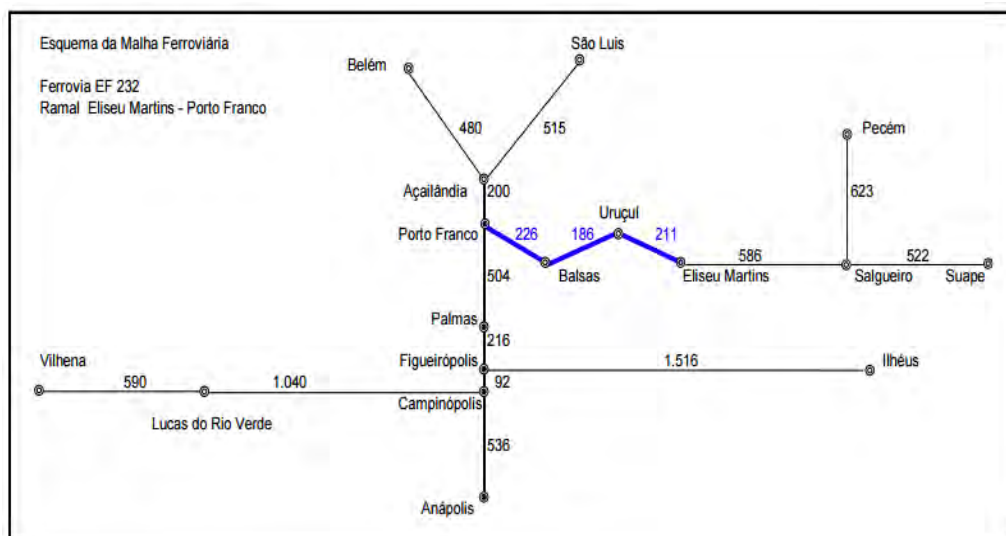 Esquema da Malha Ferroviária
Ferrovia EF 232
Ramal Eliseu Martins - Porto Franco
São Luis
Belém
480
515
Pecém
Açailândia
200
623
Uruçuí
Porto Franco
226
186
211
586
522
504
Balsas
Eliseu Martins
Salgueiro
Suape
Palmas
216
Vilhena
Figueirópolis
1.516
Ilhéus
590
1.040
92
Campinópolis
Lucas do Rio Verde
536
Anápolis